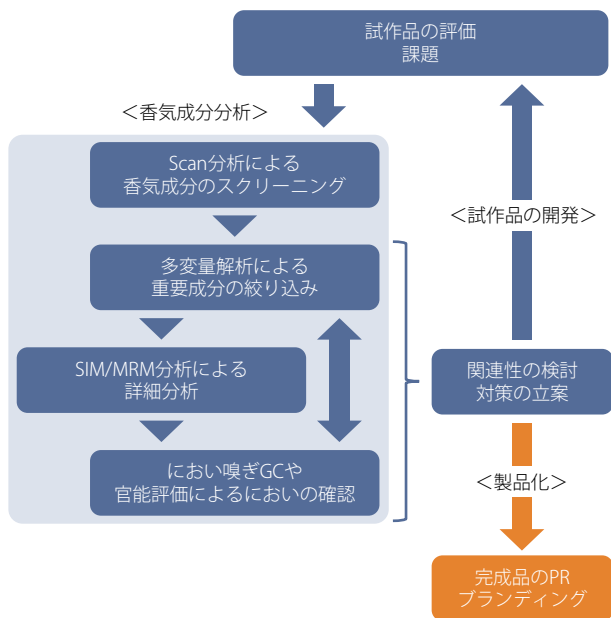 試作品の評価
課題
＜香気成分分析＞
Scan分析による
香気成分のスクリーニング
多変量解析による
重要成分の絞り込み
SIM/MRM分析による
詳細分析
におい嗅ぎGCや
官能評価によるにおいの確認
＜試作品の開発＞
関連性の検討
対策の立案
＜製品化＞
完成品のPR
ブランディング